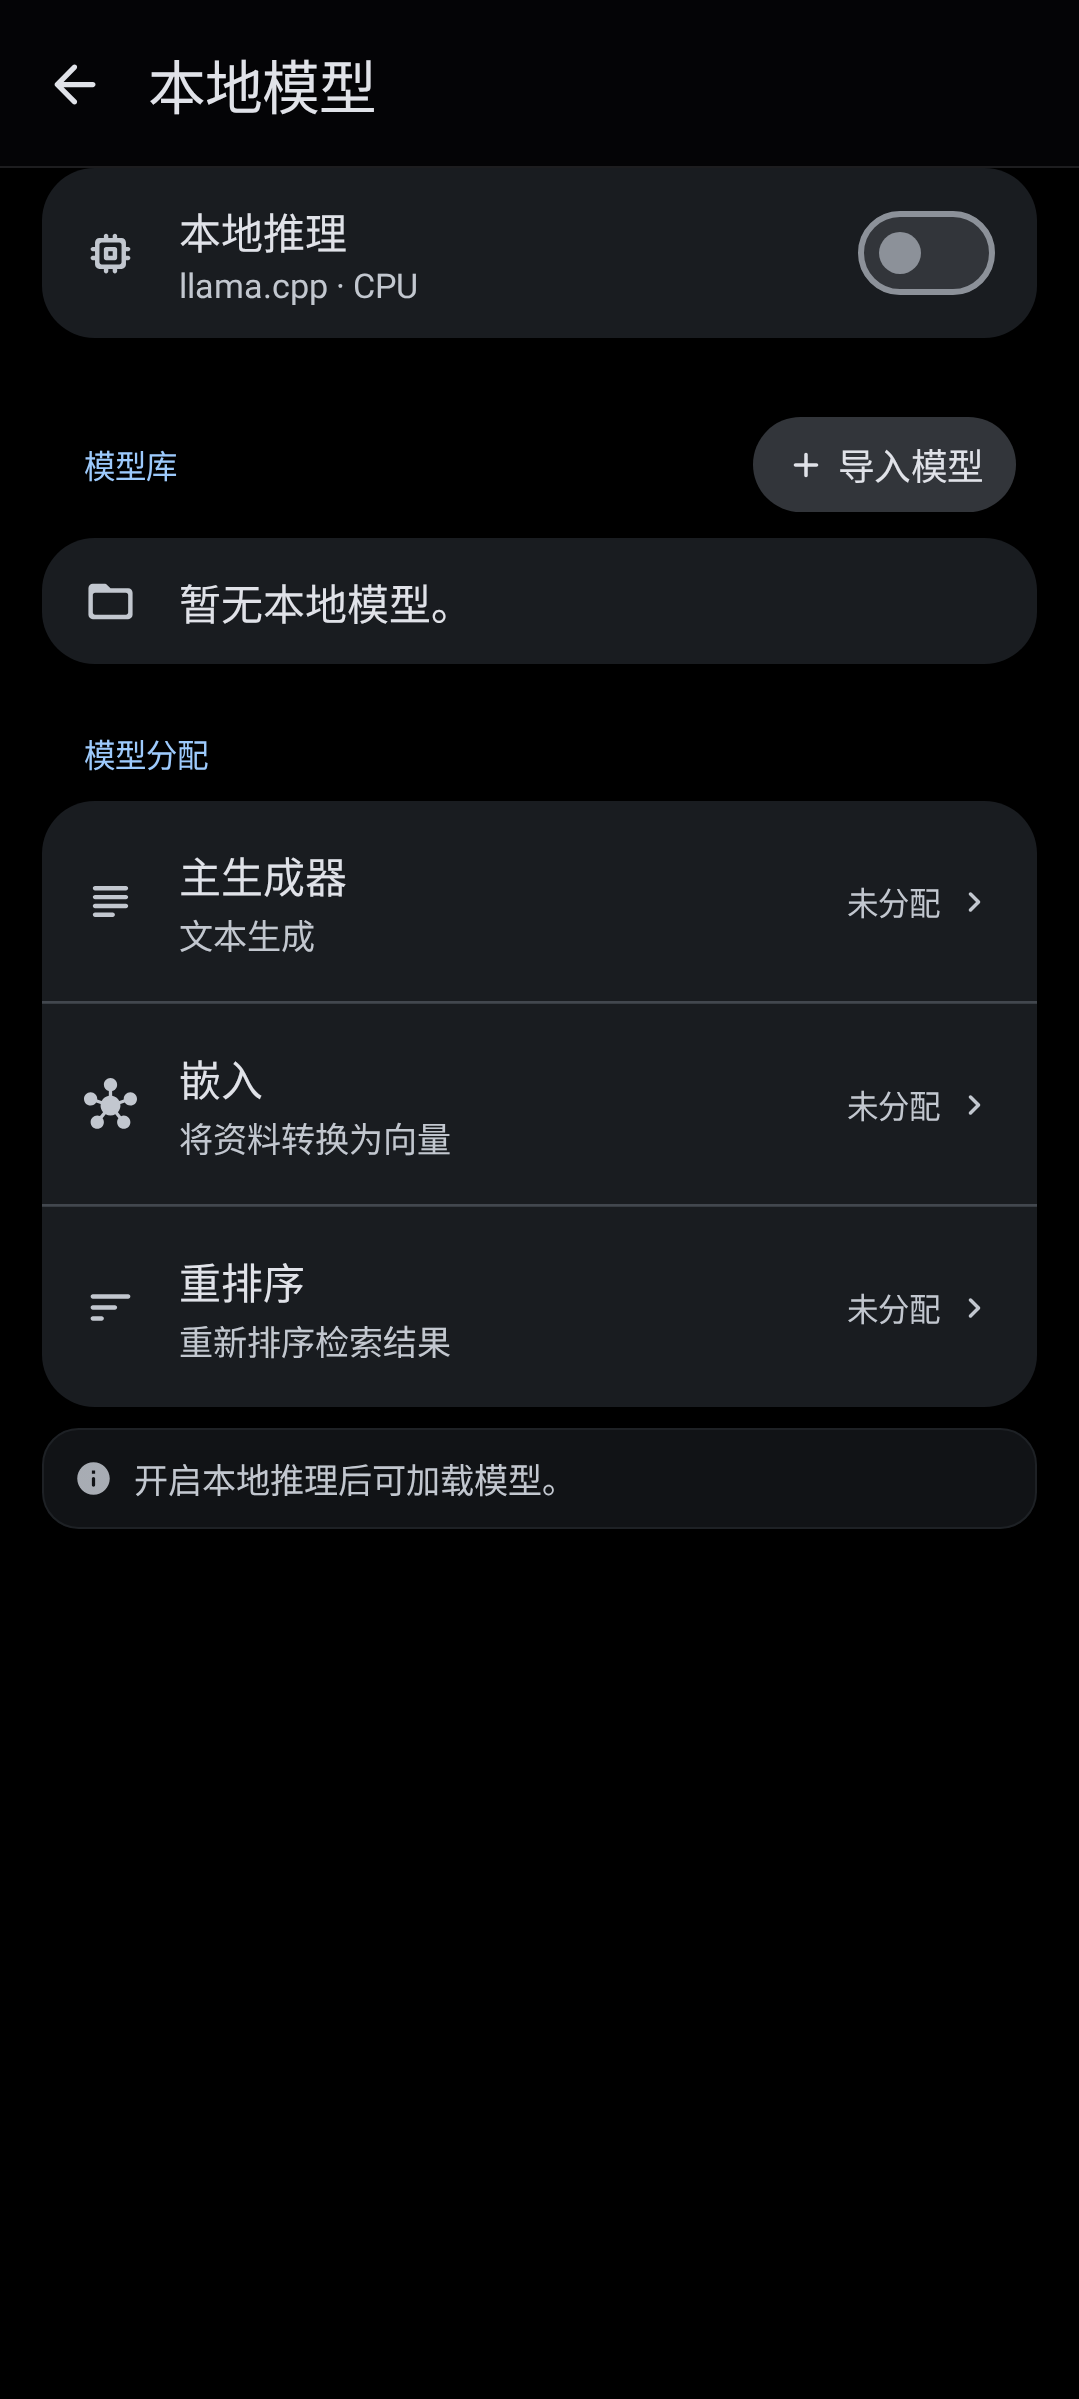 本地模型
本地推理
llama.cpp · CPU
模型库
+ 导入模型
暂无本地模型。
模型分配
主生成器
文本生成
未分配
嵌入
将资料转换为向量
未分配
重排序
重新排序检索结果
未分配
开启本地推理后可加载模型。